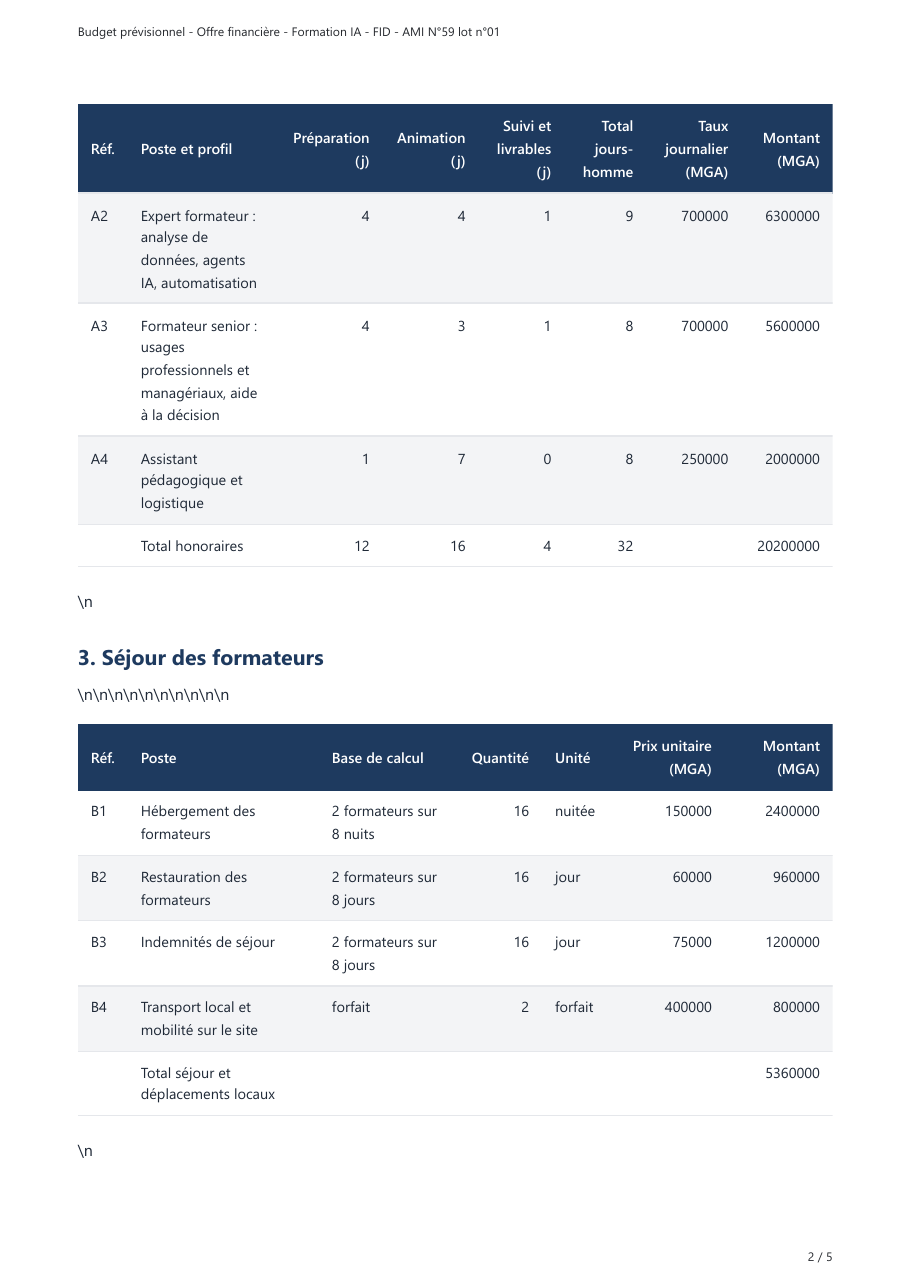 Budget prévisionnel - Offre financière - Formation IA - FID - AMI N°59 lot n°01
Réf. Poste et profil Préparation (j) Animation (j) Suivi et livrables (j) Total jours-homme Taux journalier (MGA) Montant (MGA)
A2 Expert formateur : analyse de données, agents IA, automatisation 4 4 1 9 700000 6300000
A3 Formateur senior : usages professionnels et managériaux, aide à la décision 4 3 1 8 700000 5600000
A4 Assistant pédagogique et logistique 1 7 0 8 250000 2000000
Total honoraires 12 16 4 32 20200000
\n
3. Séjour des formateurs
\n\n\n\n\n\n\n\n\n\n
Réf. Poste Base de calcul Quantité Unité Prix unitaire (MGA) Montant (MGA)
B1 Hébergement des formateurs 2 formateurs sur 8 nuits 16 nuitée 150000 2400000
B2 Restauration des formateurs 2 formateurs sur 8 jours 16 jour 60000 960000
B3 Indemnités de séjour 2 formateurs sur 8 jours 16 jour 75000 1200000
B4 Transport local et mobilité sur le site forfait 2 forfait 400000 800000
Total séjour et déplacements locaux 5360000
\n
2 / 5